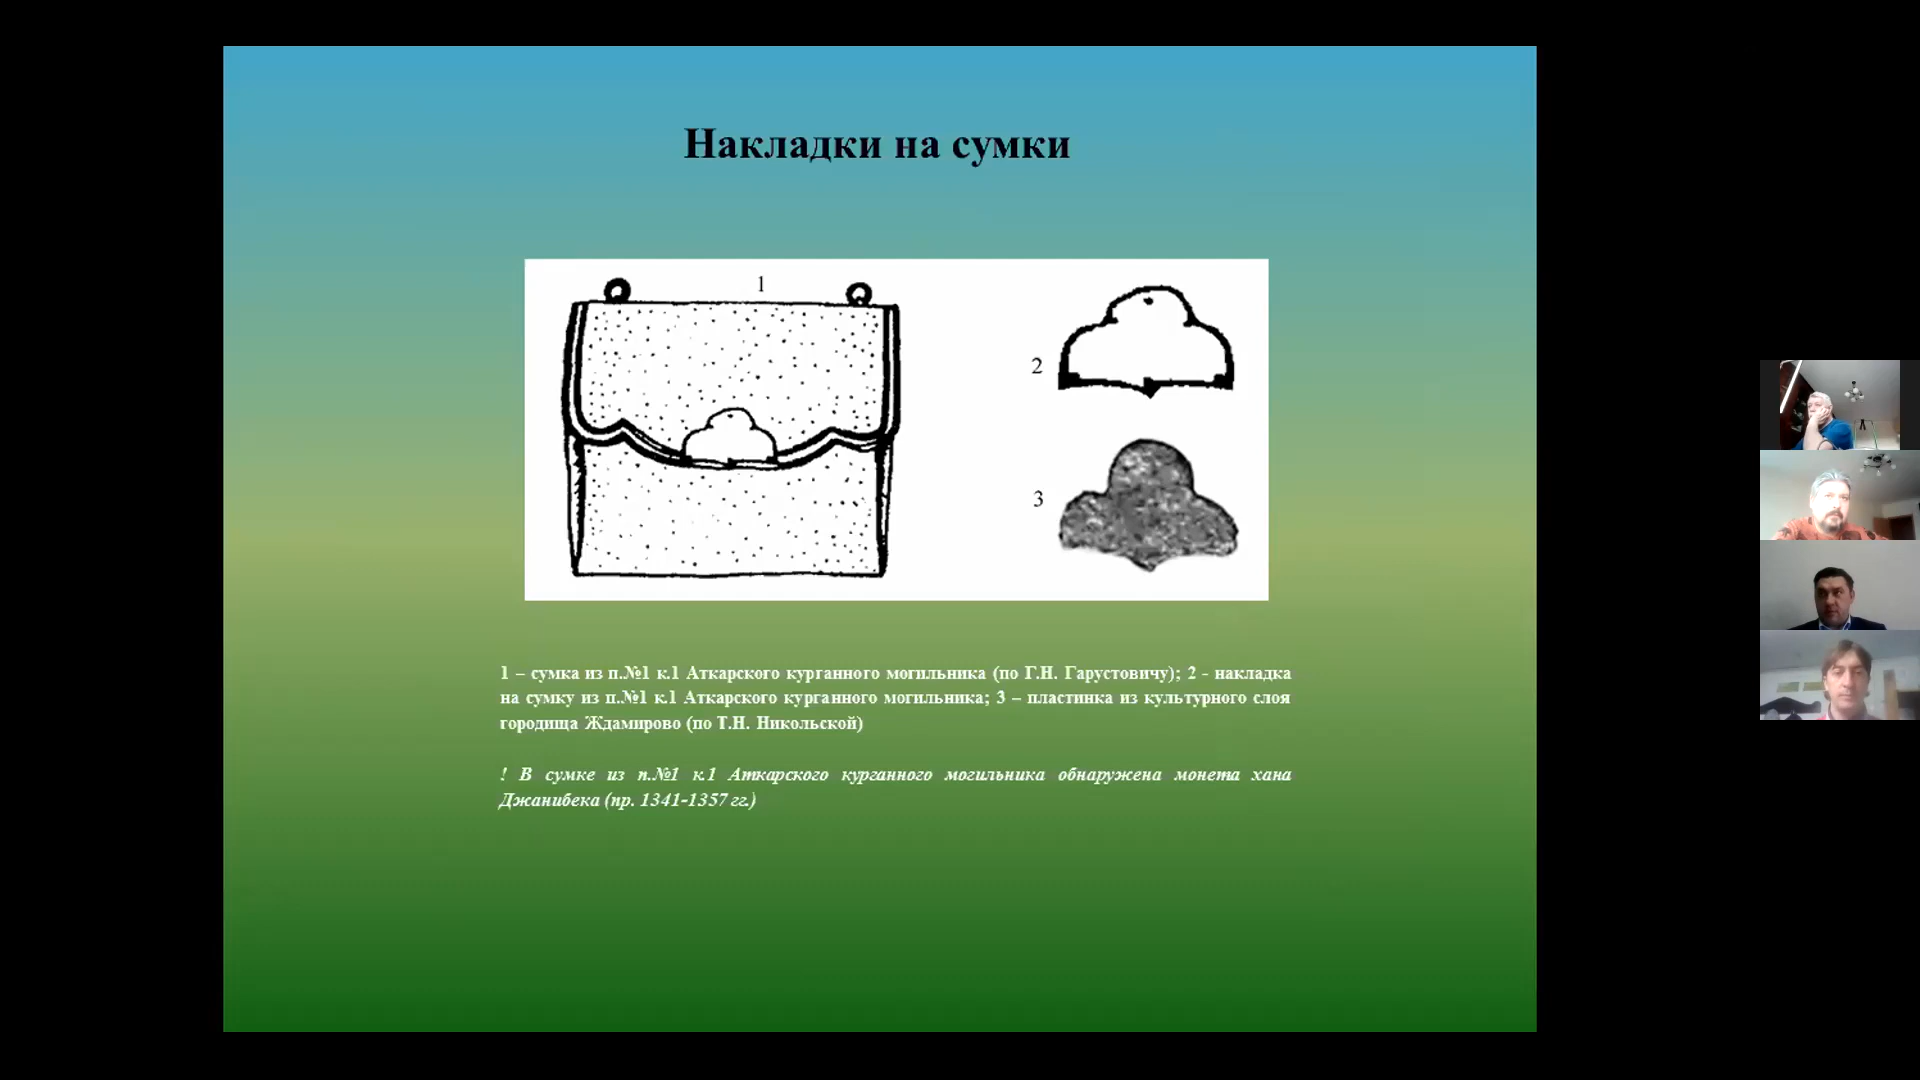 Накладки на сумки
1
2
3
1 – сумка из п.№1 к.1 Аткарского курганного могильника (по Г.Н. Гарустовичу); 2 - накладка
на сумку из п..№1 к.1 Аткарского курганного могильника; 3 – пластинка из культурного слоя
городища Ждамирово (по Т.Н. Никольской)
! В сумке из п.№1 к.1 Аткарского курганного могильника обнаружена монета хана
Джанибека (пр. 1341-1357 гг.)